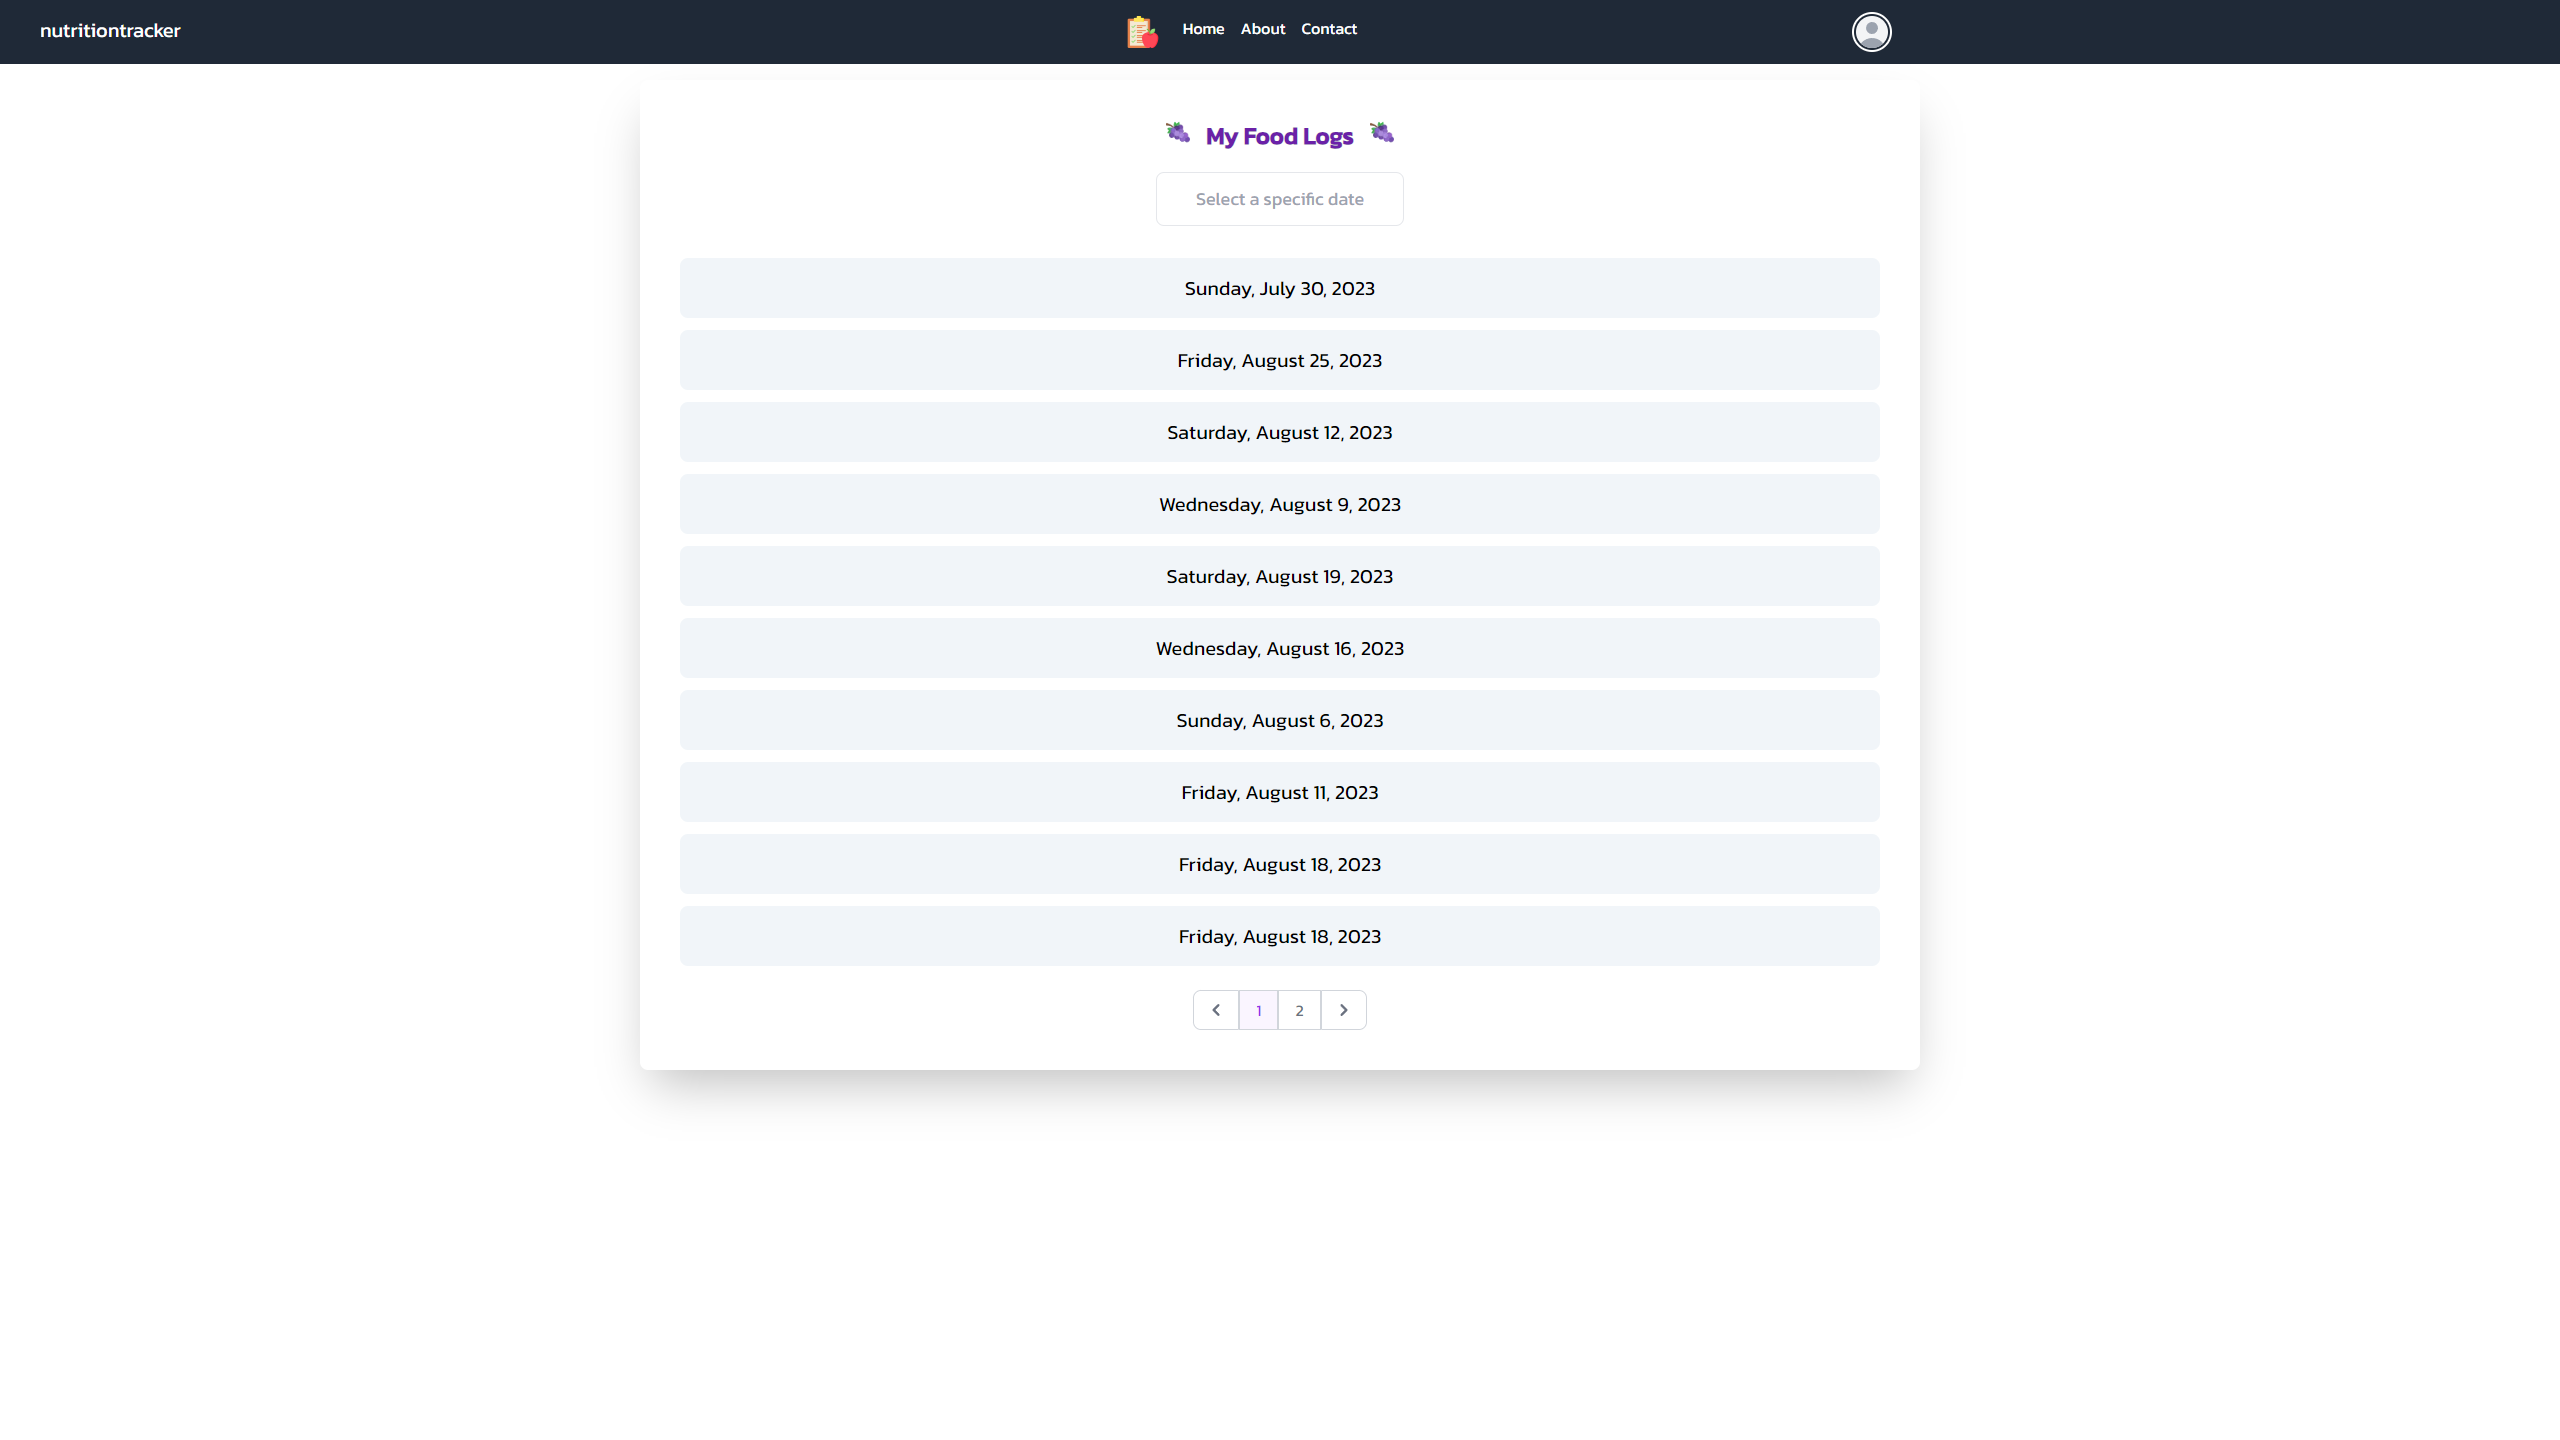 nutritiontracker
Home About Contact
My Food Logs
Select a specific date
Sunday, July 30, 2023
Friday, August 25, 2023
Saturday, August 12, 2023
Wednesday, August 9, 2023
Saturday, August 19, 2023
Wednesday, August 16, 2023
Sunday, August 6, 2023
Friday, August 11, 2023
Friday, August 18, 2023
Friday, August 18, 2023
1 2